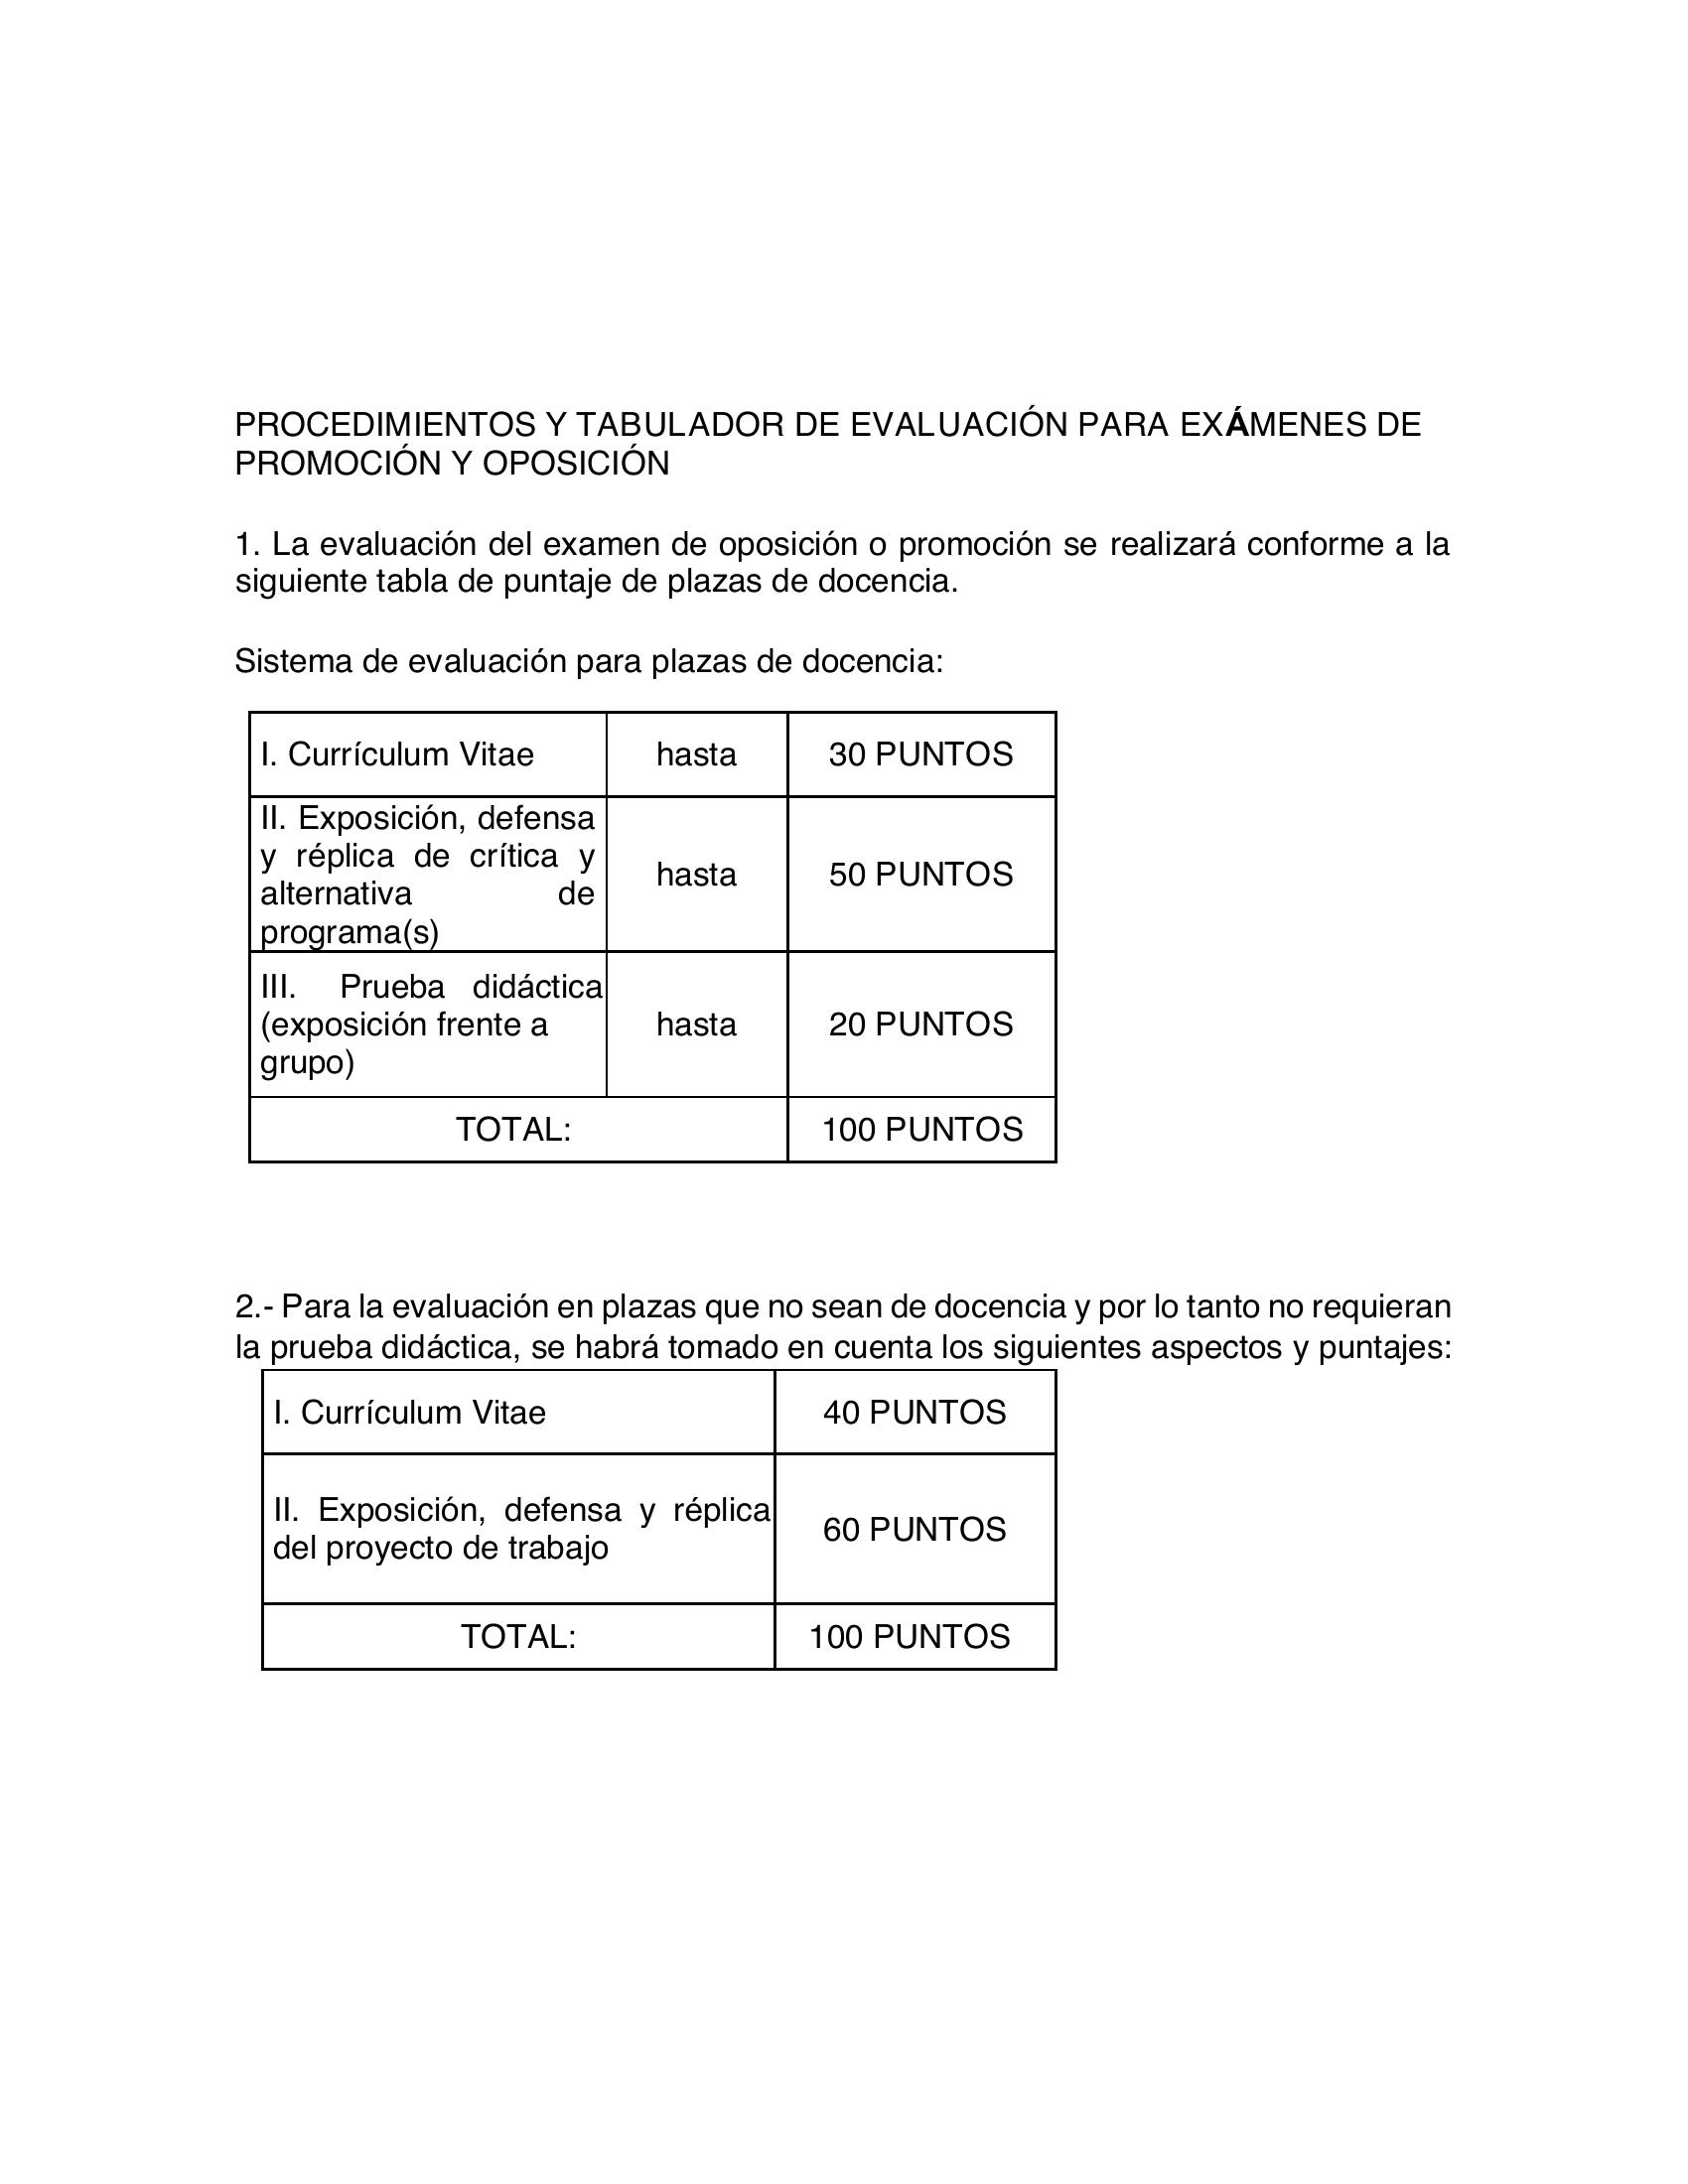 PROCEDIMIENTOS Y TABULADOR DE EVALUACIÓN PARA EXÁMENES DE
PROMOCIÓN Y OPOSICIÓN
1. La evaluación del examen de oposición o promoción se realizará conforme a la
siguiente tabla de puntaje de plazas de docencia.
Sistema de evaluación para plazas de docencia:
I. Currículum Vitae hasta 30 PUNTOS
II. Exposición, defensa
y réplica de crítica y
alternativa de
programa(s)
hasta 50 PUNTOS
III. Prueba didáctica
(exposición frente a
grupo)
hasta 20 PUNTOS
TOTAL: 100 PUNTOS
2.- Para la evaluación en plazas que no sean de docencia y por lo tanto no requieran
la prueba didáctica, se habrá tomado en cuenta los siguientes aspectos y puntajes:
I. Currículum Vitae 40 PUNTOS
II. Exposición, defensa y réplica
del proyecto de trabajo
60 PUNTOS
TOTAL: 100 PUNTOS